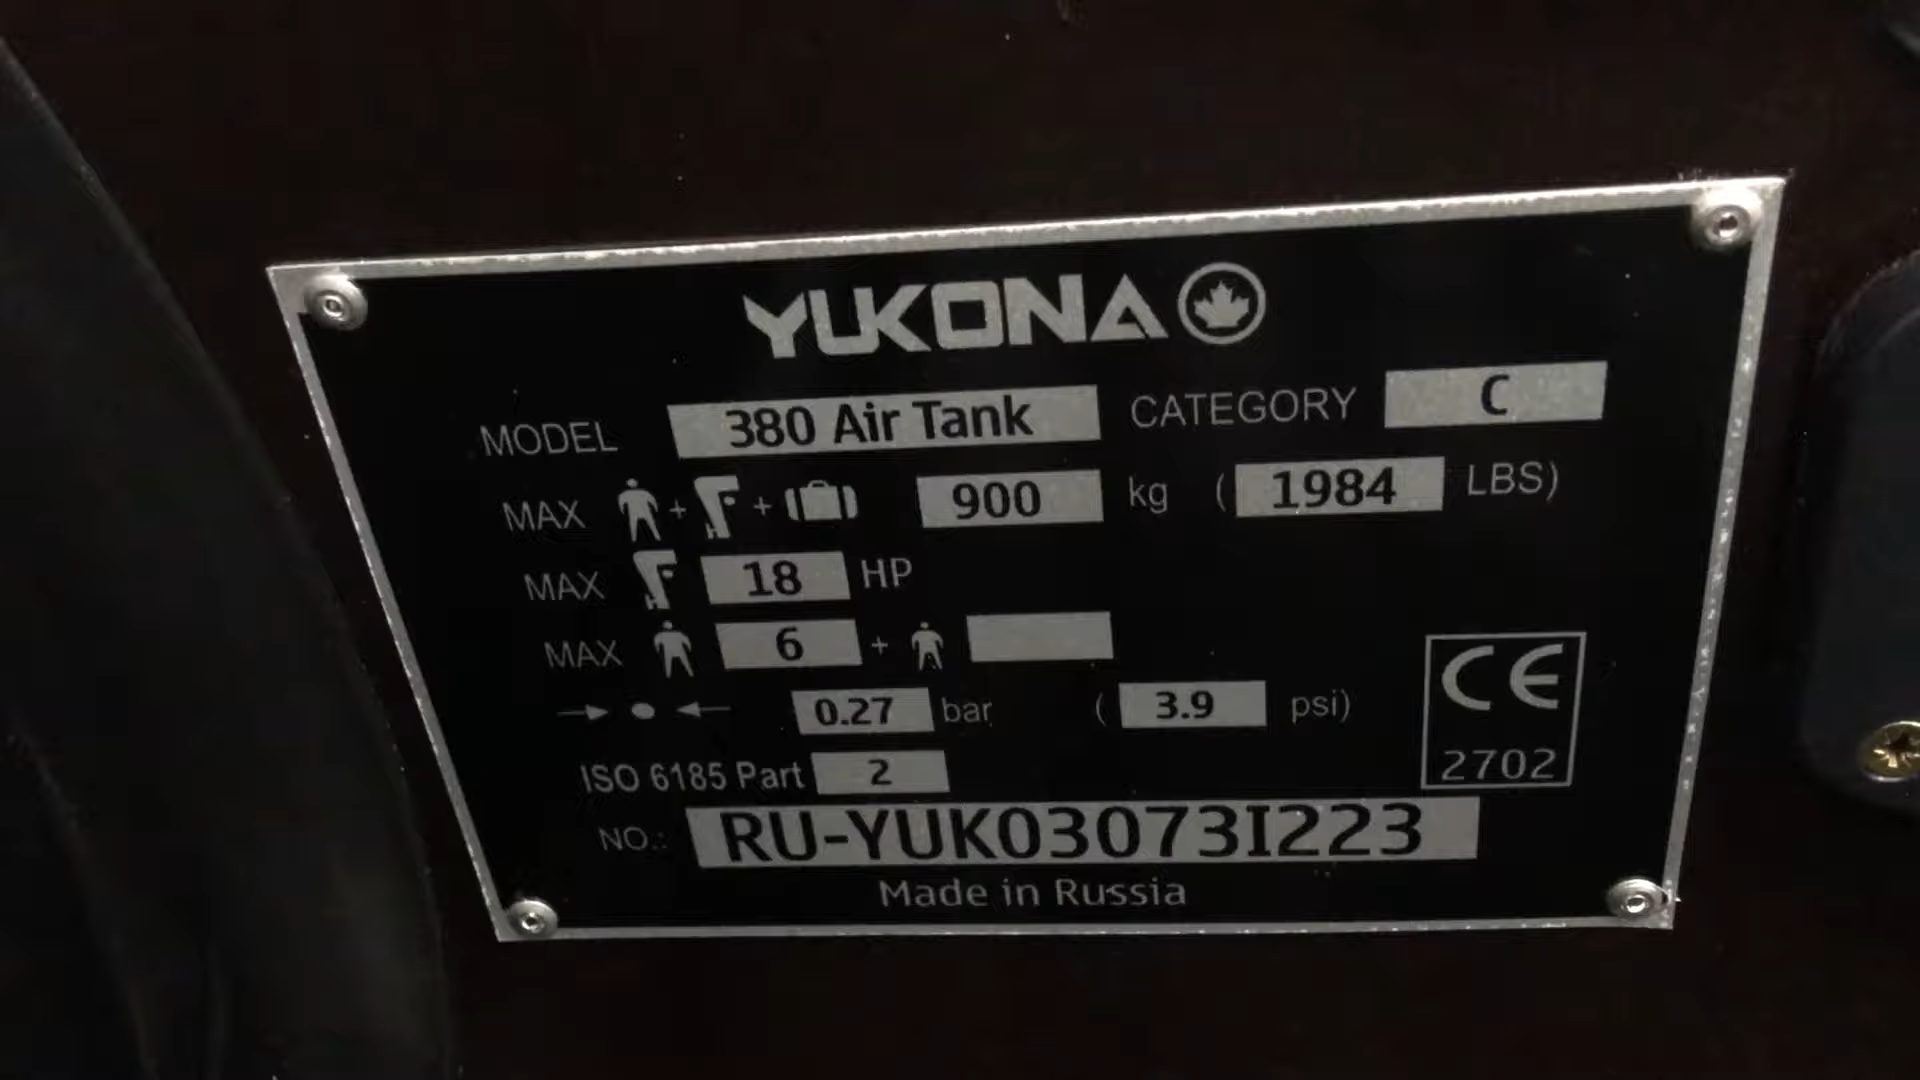 YUKONA
MODEL 380 Air Tank CATEGORY C
MAX + + 900 kg (1984 LBS)
MAX 18 HP
MAX 6 +
0.27 bar (3.9 psi)
ISO 6185 Part 2
CE
2702
NO.: RU-YUK03073I223
Made in Russia